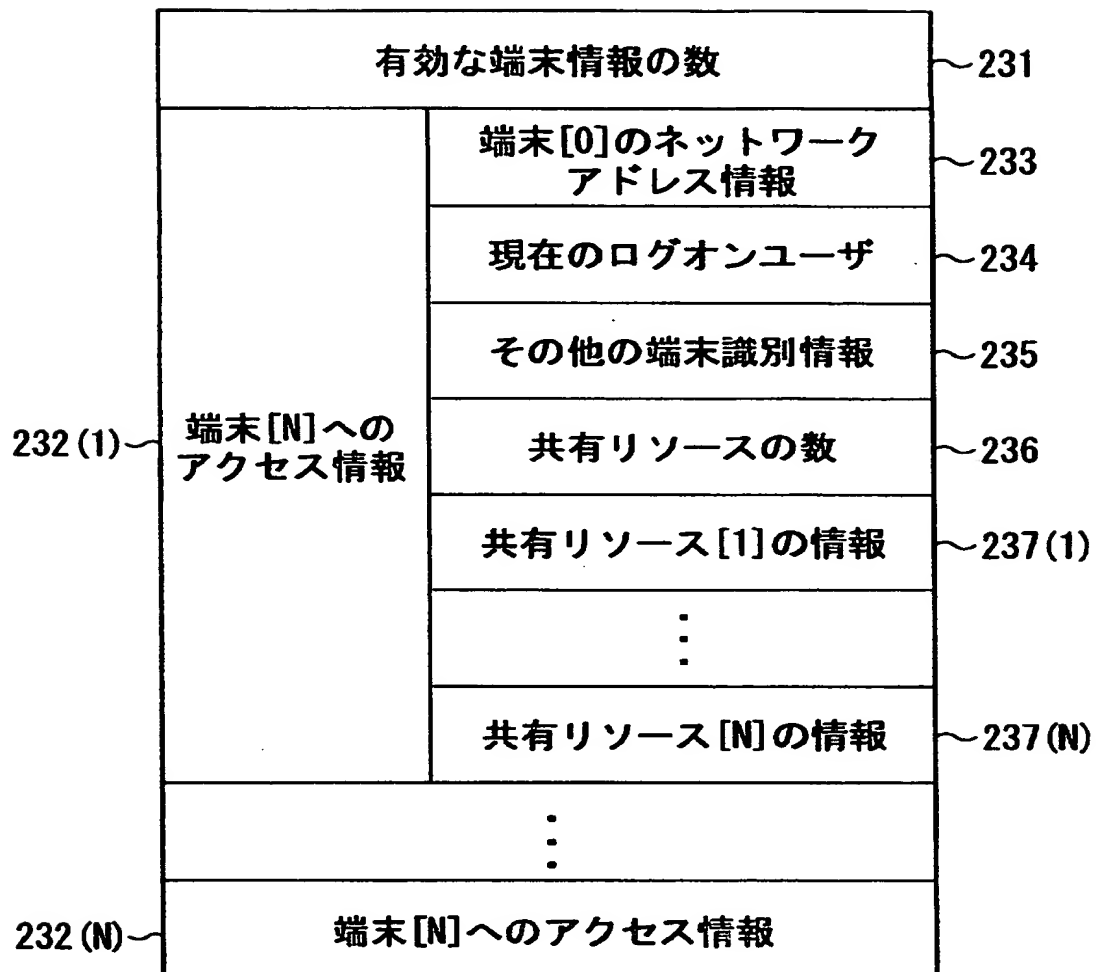 有効な端末情報の数
231
端末[0]のネットワーク
アドレス情報
233
現在のログオンユーザ
234
その他の端末識別情報
235
232(1)
端末[N]への
アクセス情報
共有リソースの数
236
共有リソース[1]の情報
237(1)
共有リソース[N]の情報
237(N)
232(N)
端末[N]へのアクセス情報